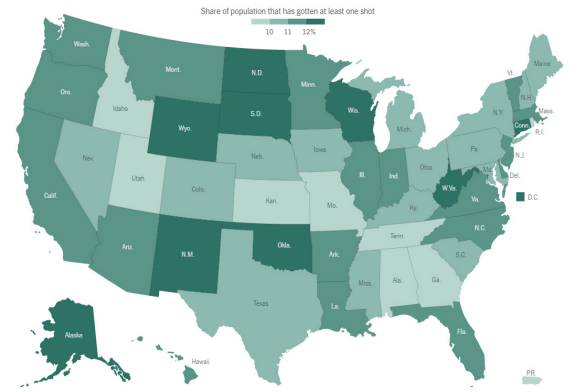 Share of population that has gotten at least one shot
10 11 12%
Wash.
Mont.
N.D.
Minn.
Vt.
Maine
Ore.
Idaho
S.D.
Wis.
Mich.
N.Y.
N.H.
Mass.
Wyo.
Conn.
R.I.
Nev.
Utah
Neb.
Iowa
Ohio
Pa.
N.J.
Colo.
Ill.
Ind.
Md.
Del.
Calif.
Kan.
Mo.
Ky.
W.Va.
Va.
D.C.
Ariz.
N.M.
Okla.
Ark.
Tenn.
N.C.
S.C.
Texas
La.
Miss.
Ala.
Ga.
Alaska
Hawaii
Fla.
P.R.